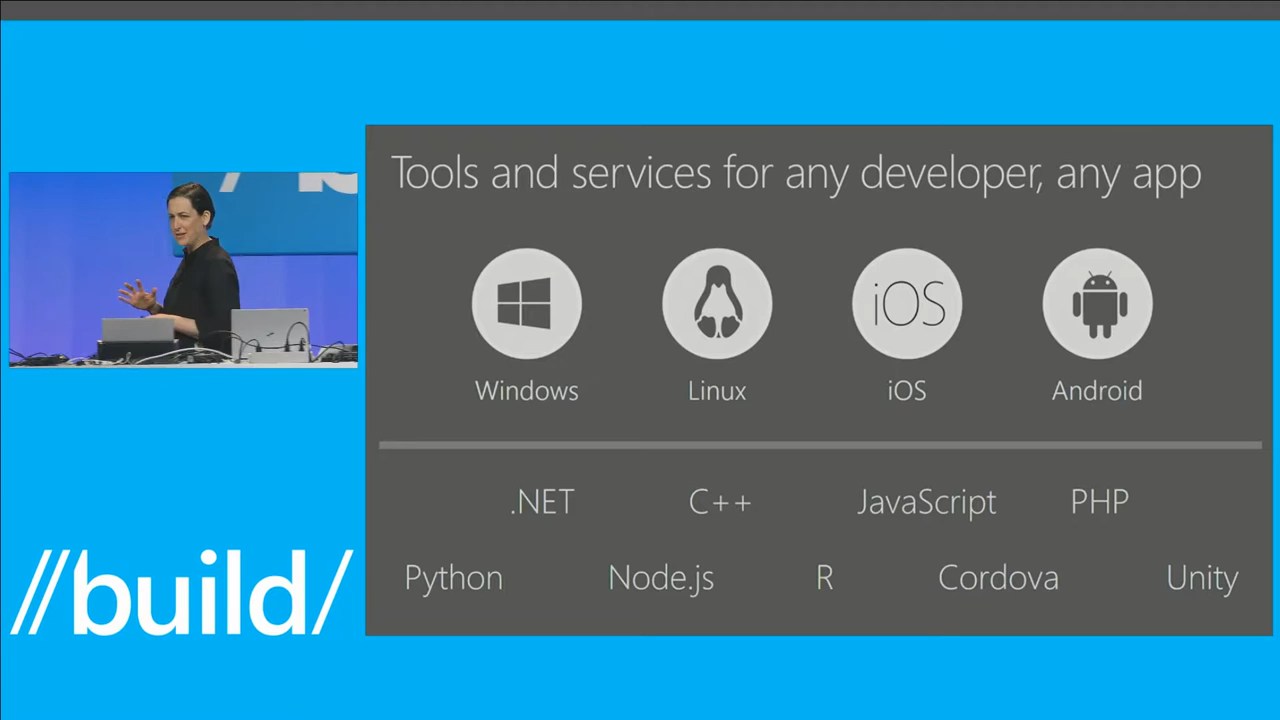 Tools and services for any developer, any app
iOS
Windows Linux iOS Android
.NET C++ JavaScript PHP
Python Node.js R Cordova Unity
//build/